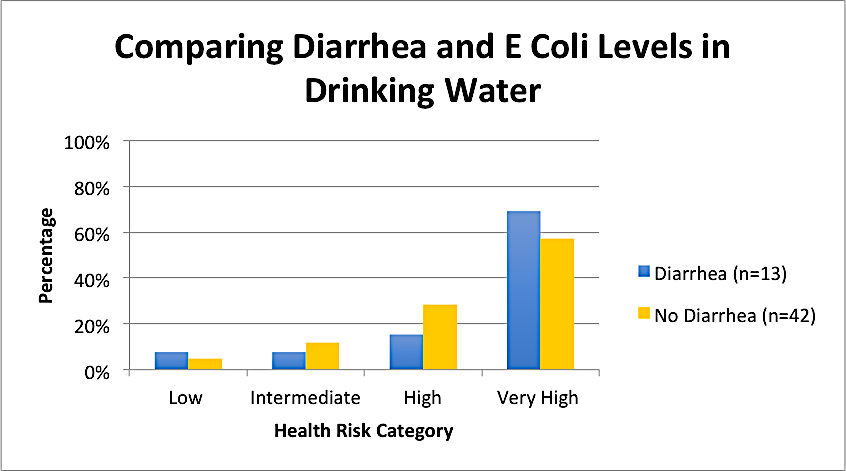 Comparing Diarrhea and E Coli Levels in
Drinking Water
100%
80%
60%
40%
20%
0%
Percentage
Low
Intermediate
High
Very High
Health Risk Category
Diarrhea (n=13)
No Diarrhea (n=42)